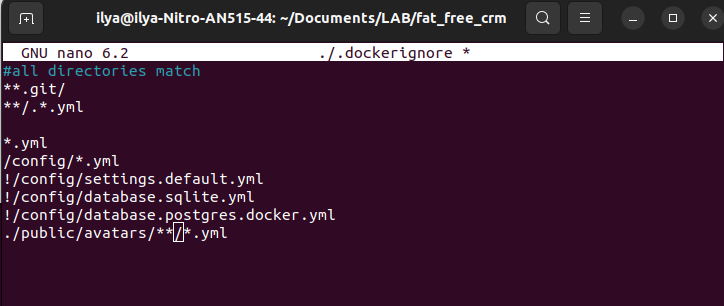 ilya@ilya-Nitro-AN515-44: ~/Documents/LAB/fat_free_crm
GNU nano 6.2 ./.dockerignore *
#all directories match
**.git/
**/.*.yml
*.yml
/config/*.yml
!/config/settings.default.yml
!/config/database.sqlite.yml
!/config/database.postgres.docker.yml
./public/avatars/**/*.yml